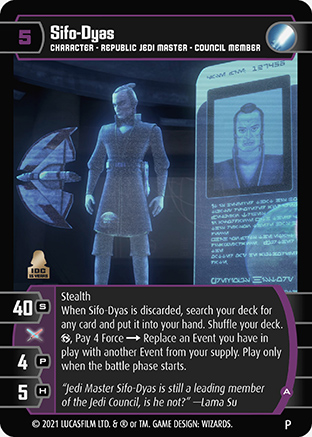 5
Sifo-Dyas
CHARACTER • REPUBLIC JEDI MASTER • COUNCIL MEMBER
IDC
40 S
4 P
5 H
Stealth
When Sifo-Dyas is discarded, search your deck for
any card and put it into your hand. Shuffle your deck.
, Pay 4 Force → Replace an Event you have in
play with another Event from your supply. Play only
when the battle phase starts.
"Jedi Master Sifo-Dyas is still a leading member
of the Jedi Council, is he not?" —Lama Su
A
© 2021 LUCASFILM LTD. & ® or TM. GAME DESIGN: WIZARDS.
P